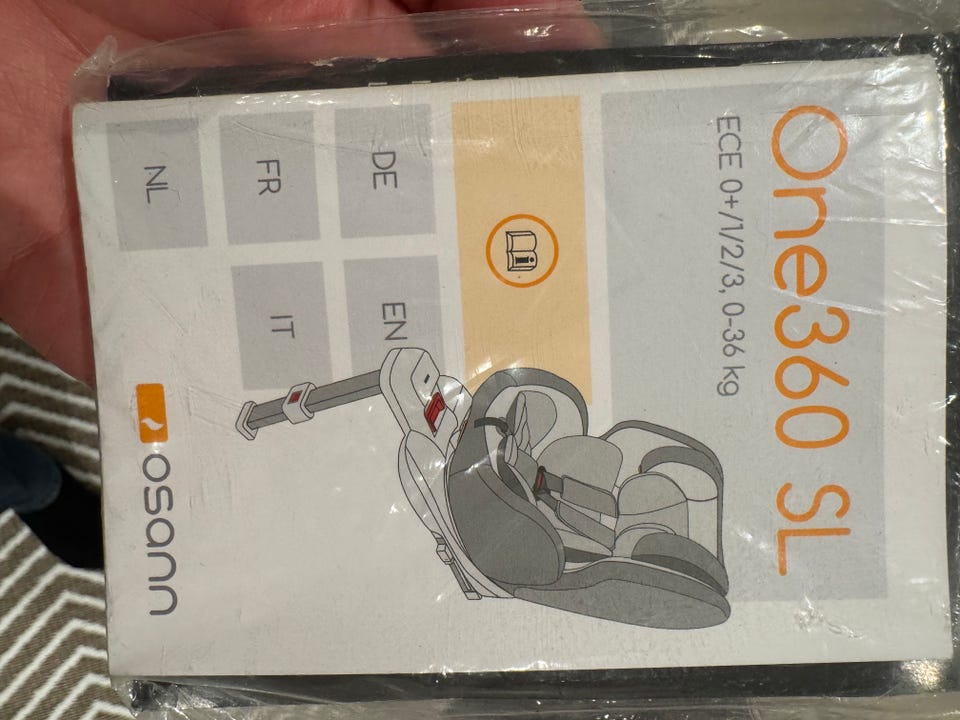 One360 SL
ECE 0+/1/2/3, 0-36 kg
DE
EN
FR
IT
NL
osann